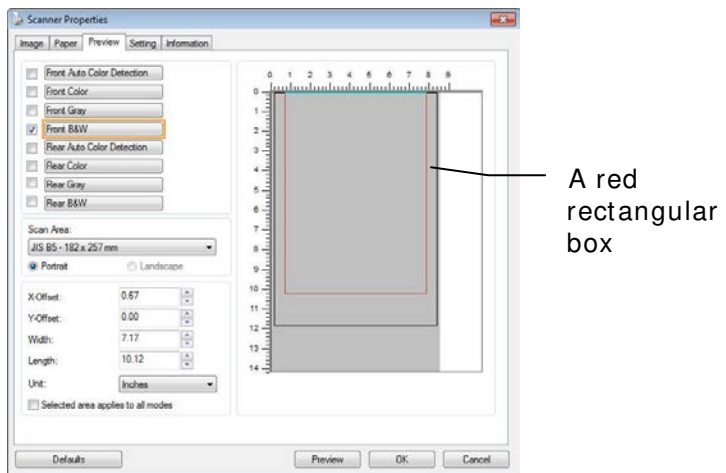 Scanner Properties
Image Paper Preview Setting Information
Front Auto Color Detection
Front Color
Front Gray
Front B&W
Rear Auto Color Detection
Rear Color
Rear Gray
Rear B&W
Scan Area:
JIS B5 - 182 x 257 mm
Portrait Landscape
X-Offset: 0.67
Y-Offset: 0.00
Width: 7.17
Length: 10.12
Unit: Inches
Selected area applies to all modes
0 1 2 3 4 5 6 7 8 9
0
1
2
3
4
5
6
7
8
9
10
11
12
13
14
A red
rectangular
box
Defaults Preview OK Cancel